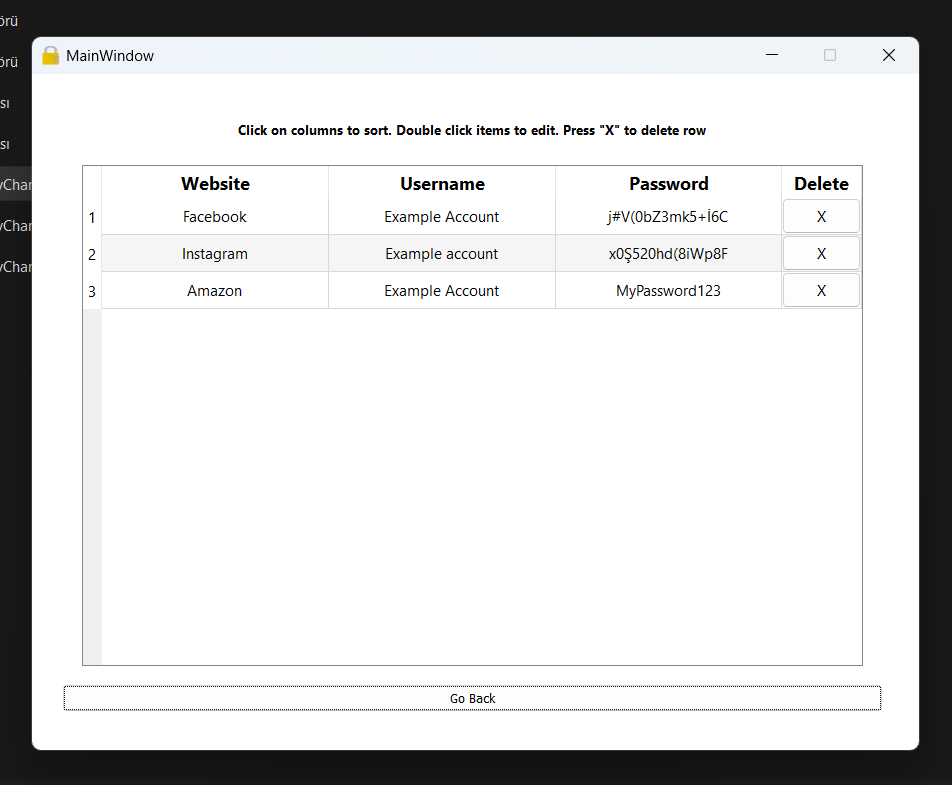 örü
MainWindow
örü
sı
Click on columns to sort. Double click items to edit. Press "X" to delete row
sı
Website Username Password Delete
yChar
1 Facebook Example Account j#V(0bZ3mk5+İ6C X
yChar
2 Instagram Example account x0Ş520hd(8iWp8F X
yChar
3 Amazon Example Account MyPassword123 X
Go Back